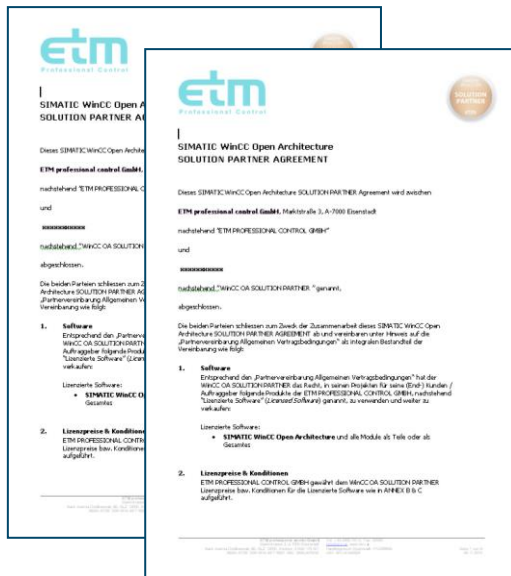 etm
Professional Control
SIMATIC WinCC Open A
SOLUTION PARTNER A
Dieses SIMATIC WinCC Open Archite
ETM professional control GmbH,
nachstehend "ETM PROFESSIONAL C
und
xxxxxxxxxxx
nachstehend "WinCC OA SOLUTION
abgeschlossen.
Die beiden Parteien schliessen zum Z
Architecture SOLUTION PARTNER AG
„Partnervereinbarung Allgemeinen V
Vereinbarung wie folgt:
1. Software
Entsprechend den „Partnerve
WinCC OA SOLUTION PARTN
Auftraggeber folgende Produk
"Lizenzierte Software" (Licen
verkaufen:
Lizenzierte Software:
• SIMATIC WinCC Op
Gesamtes
2. Lizenzpreise & Kondition
ETM PROFESSIONAL CONTR
Lizenzpreise bzw. Konditione
aufgeführt.
etm
Professional Control
SOLUTION
PARTNER
SIMATIC WinCC Open Architecture
SOLUTION PARTNER AGREEMENT
Dieses SIMATIC WinCC Open Architecture SOLUTION PARTNER Agreement wird zwischen
ETM professional control GmbH, Marktstraße 3, A-7000 Eisenstadt
nachstehend "ETM PROFESSIONAL CONTROL GMBH"
und
xxxxxxxxxxx
nachstehend "WinCC OA SOLUTION PARTNER " genannt,
abgeschlossen.
Die beiden Parteien schliessen zum Zweck der Zusammenarbeit dieses SIMATIC WinCC Open
Architecture SOLUTION PARTNER AGREEMENT ab und vereinbaren unter Hinweis auf die
„Partnervereinbarung Allgemeinen Vertragsbedingungen" als integralen Bestandteil der
Vereinbarung wie folgt:
1. Software
Entsprechend den „Partnervereinbarung Allgemeinen Vertragsbedingungen" hat der
WinCC OA SOLUTION PARTNER das Recht, in seinen Projekten für seine (End-) Kunden /
Auftraggeber folgende Produkte der ETM PROFESSIONAL CONTROL GMBH, nachstehend
"Lizenzierte Software" (Licensed Software) genannt, zu verwenden und weiter zu
verkaufen:
Lizenzierte Software:
• SIMATIC WinCC Open Architecture und alle Module als Teile oder als
Gesamtes
2. Lizenzpreise & Konditionen
ETM PROFESSIONAL CONTROL GMBH gewährt dem WinCC OA SOLUTION PARTNER
Lizenzpreise bzw. Konditionen für die Lizenzierte Software wie in ANNEX B & C
aufgeführt.